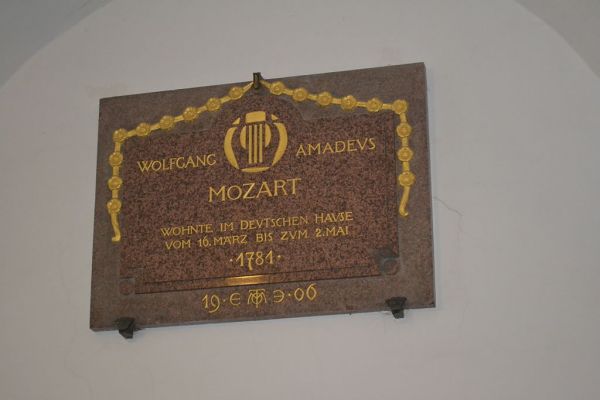 WOLFGANG AMADEVS
MOZART
WOHNTE IM DEVTSCHEN HAVSE
VOM 16. MÄRZ BIS ZVM 2. MAI
·1781·
19·E ·Э·06